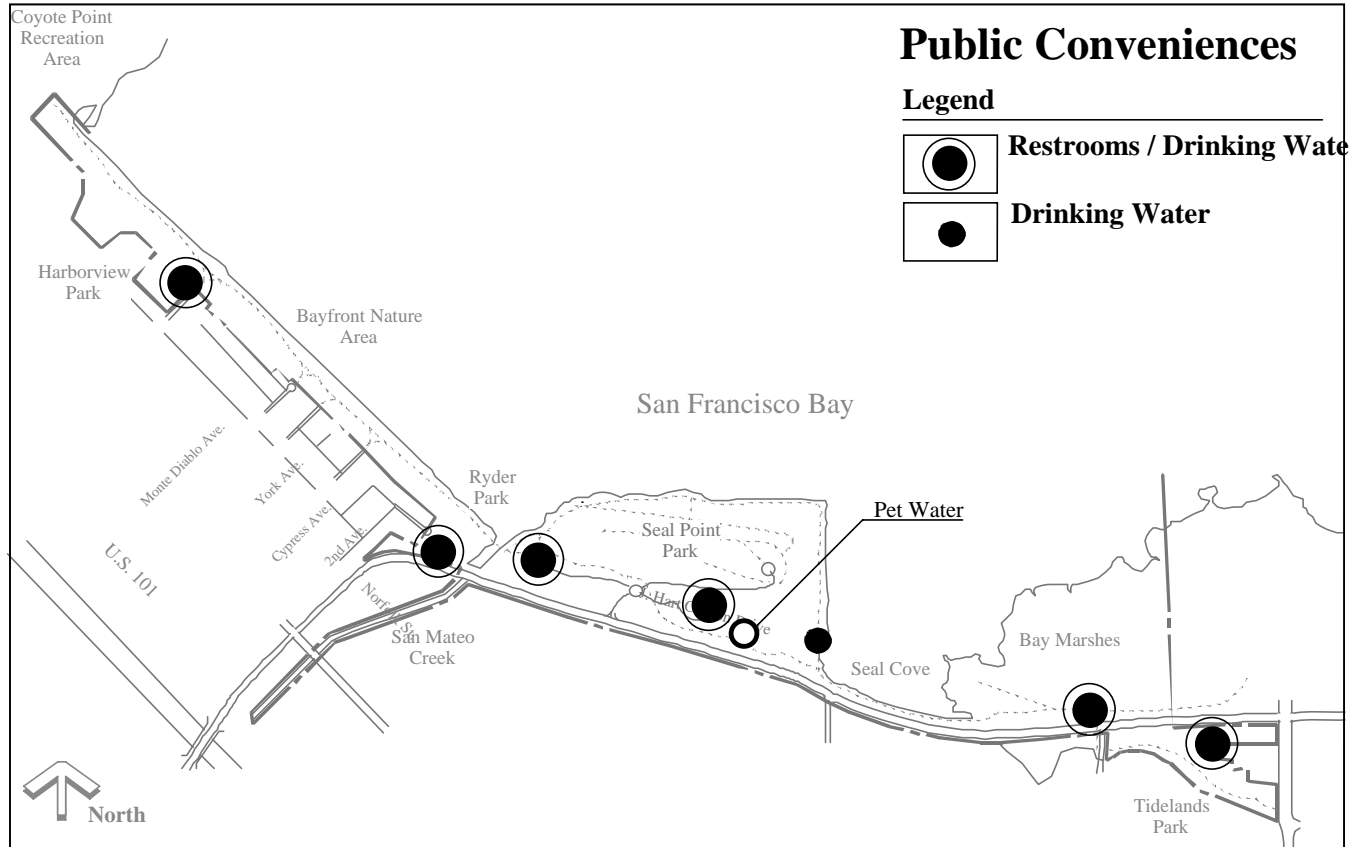 Coyote Point
Recreation
Area
Public Conveniences
Legend
Restrooms / Drinking Wate
Drinking Water
Harborview
Park
Bayfront Nature
Area
San Francisco Bay
Monte Diablo Ave.
York Ave.
Cypress Ave.
2nd Ave.
U.S. 101
Ryder
Park
Seal Point
Park
Pet Water
Drive
San Mateo
Creek
Seal Cove
Bay Marshes
Tidelands
Park
North